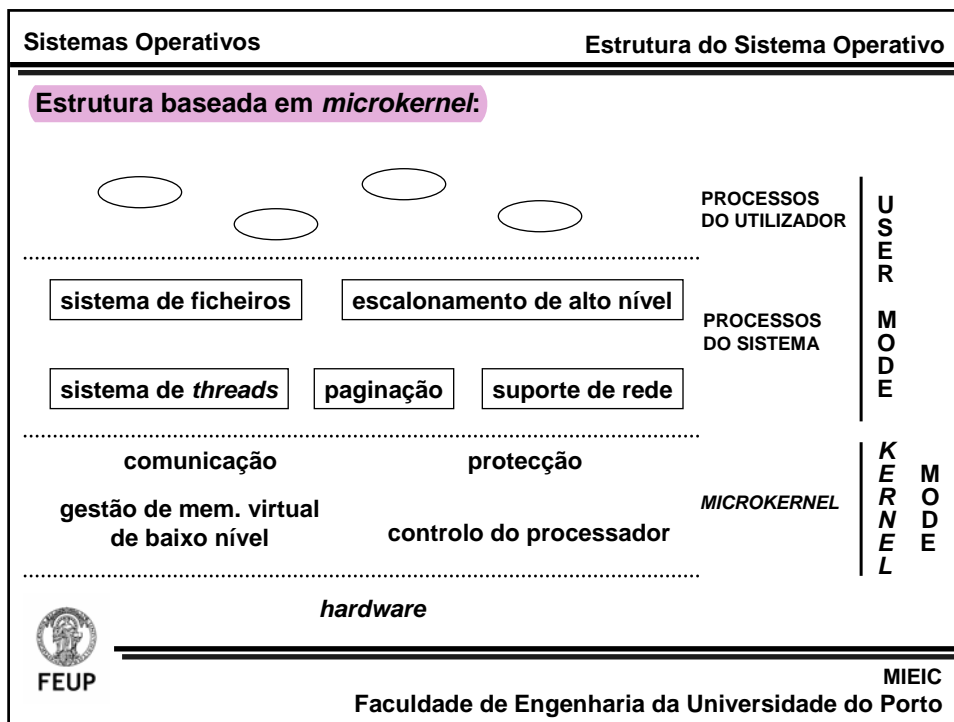 Sistemas Operativos
Estrutura do Sistema Operativo
Estrutura baseada em microkernel:
PROCESSOS
DO UTILIZADOR
sistema de ficheiros
escalonamento de alto nível
PROCESSOS
DO SISTEMA
sistema de threads
paginação
suporte de rede
USER MODE
comunicação
protecção
gestão de mem. virtual
de baixo nível
controlo do processador
MICROKERNEL
KERNEL
MODE
hardware
FEUP
MIEIC
Faculdade de Engenharia da Universidade do Porto